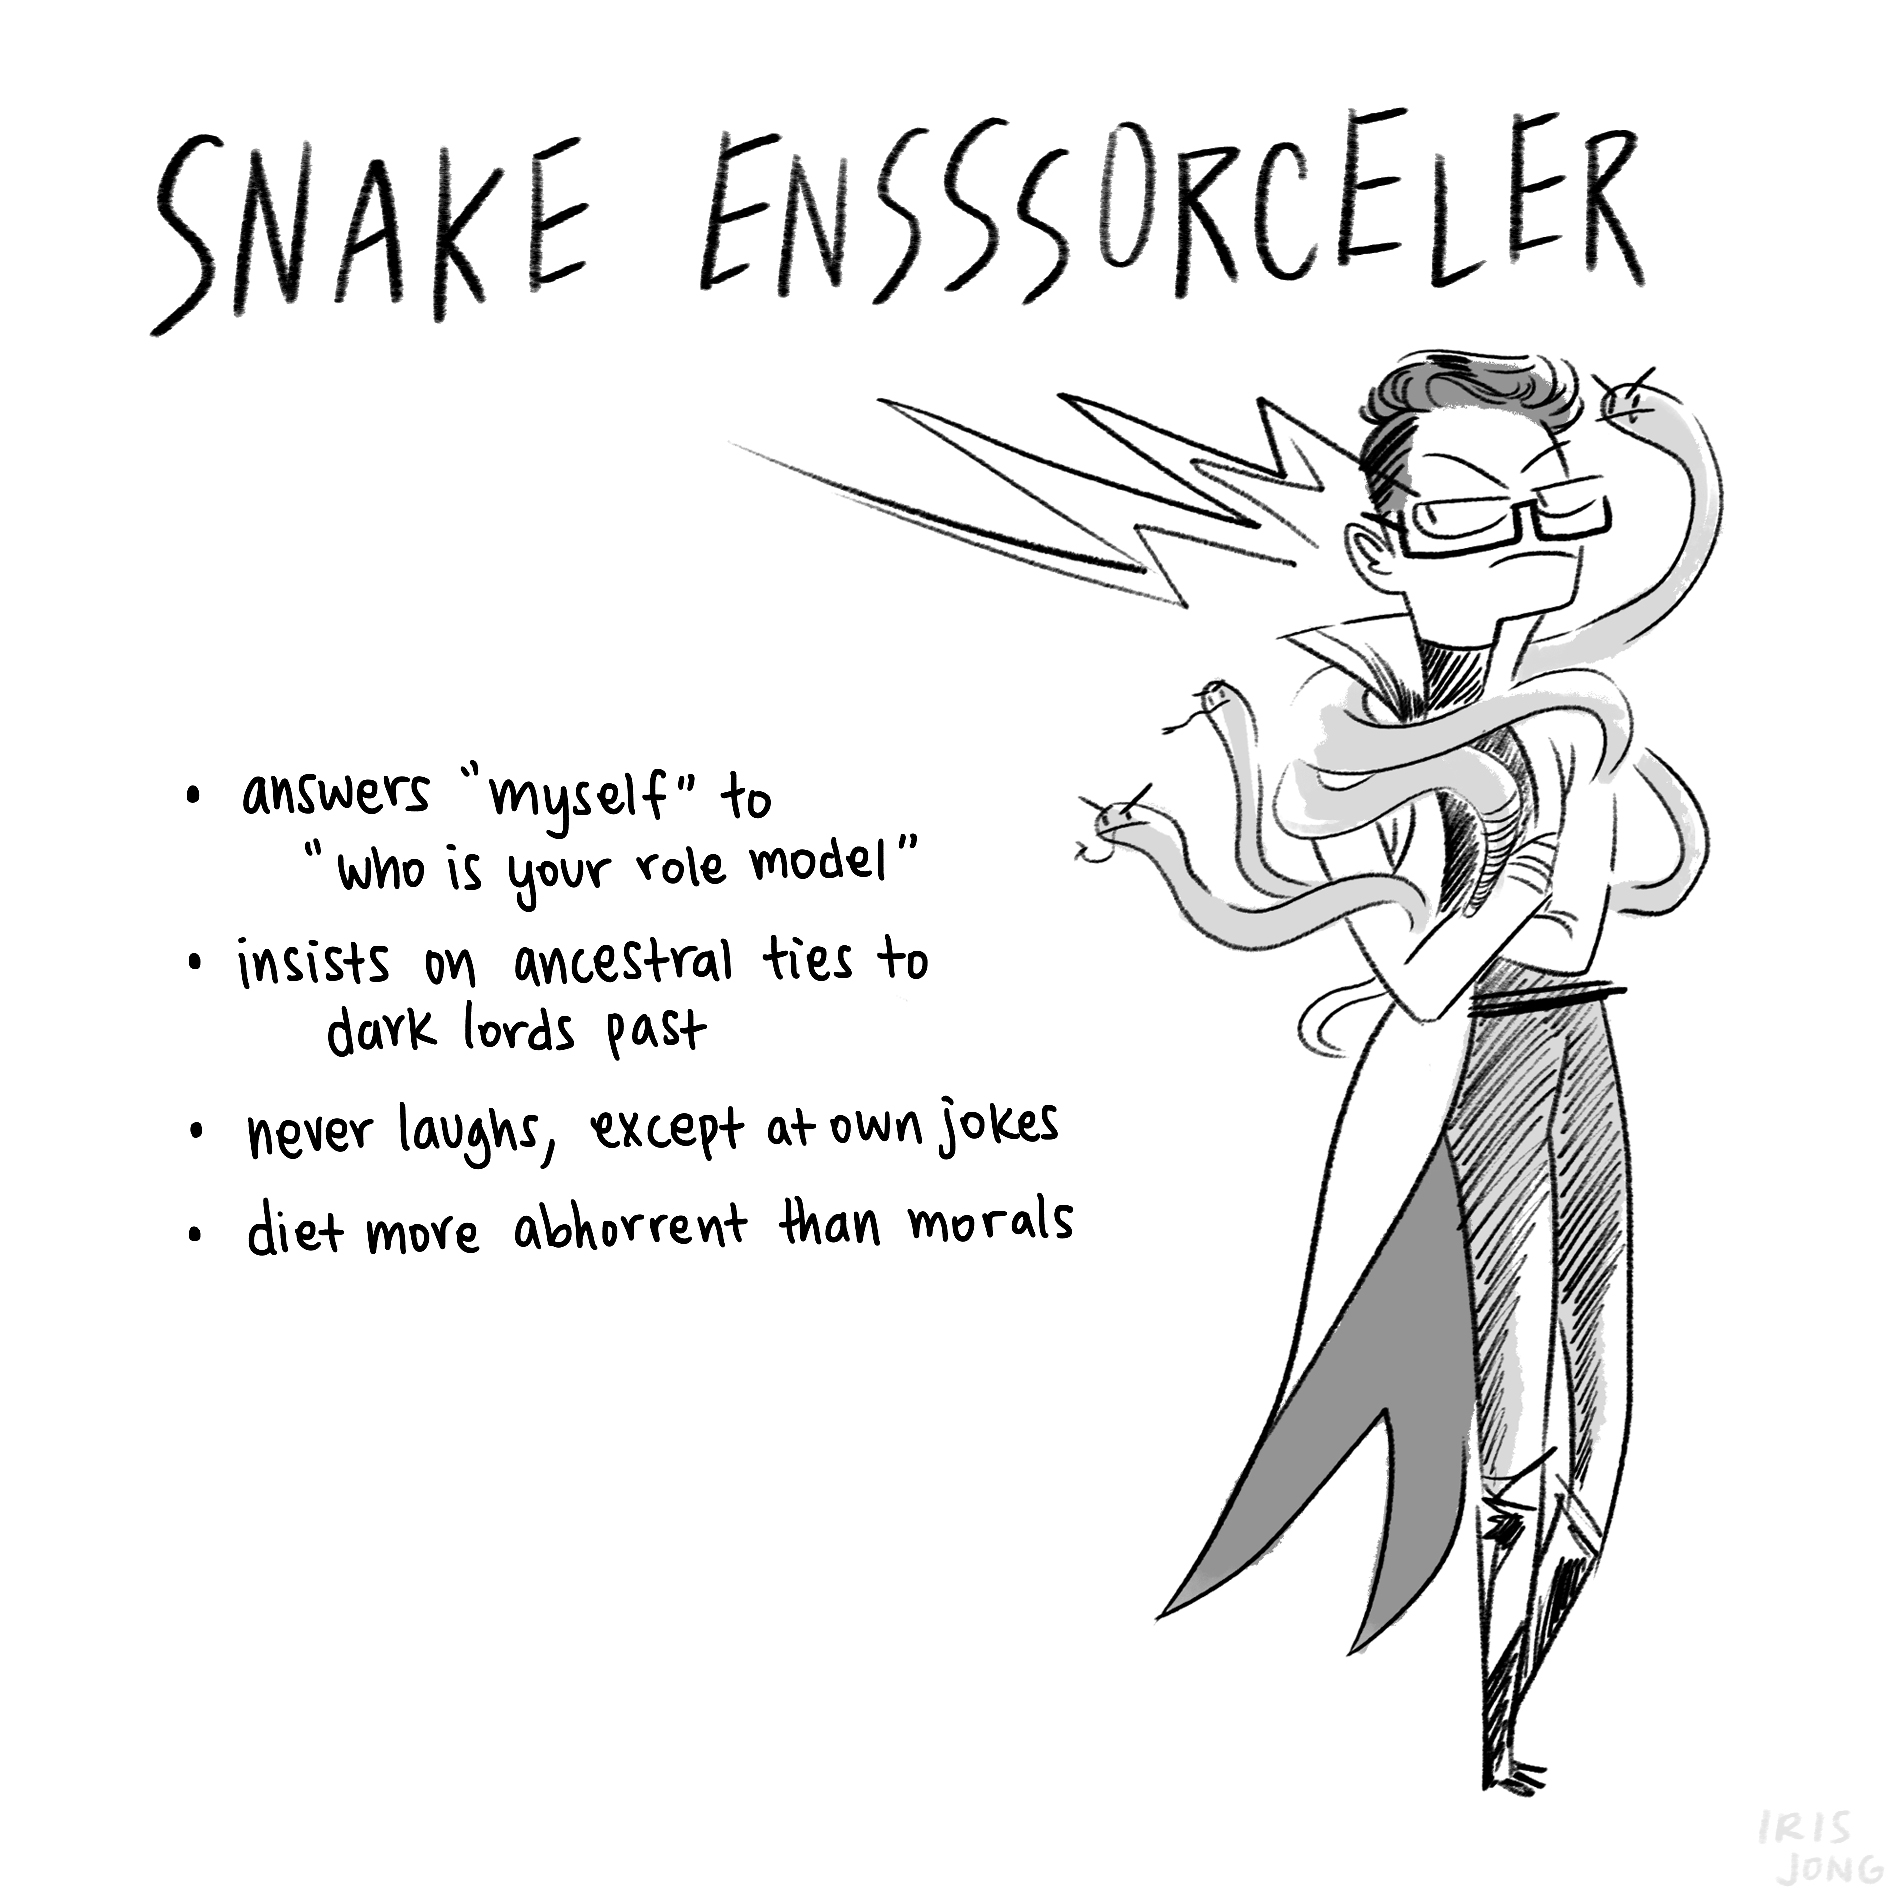 SNAKE ENSSSORCELER
• answers "myself" to
"who is your role model"
• insists on ancestral ties to
dark lords past
• never laughs, except at own jokes
• diet more abhorrent than morals
IRIS
JONG